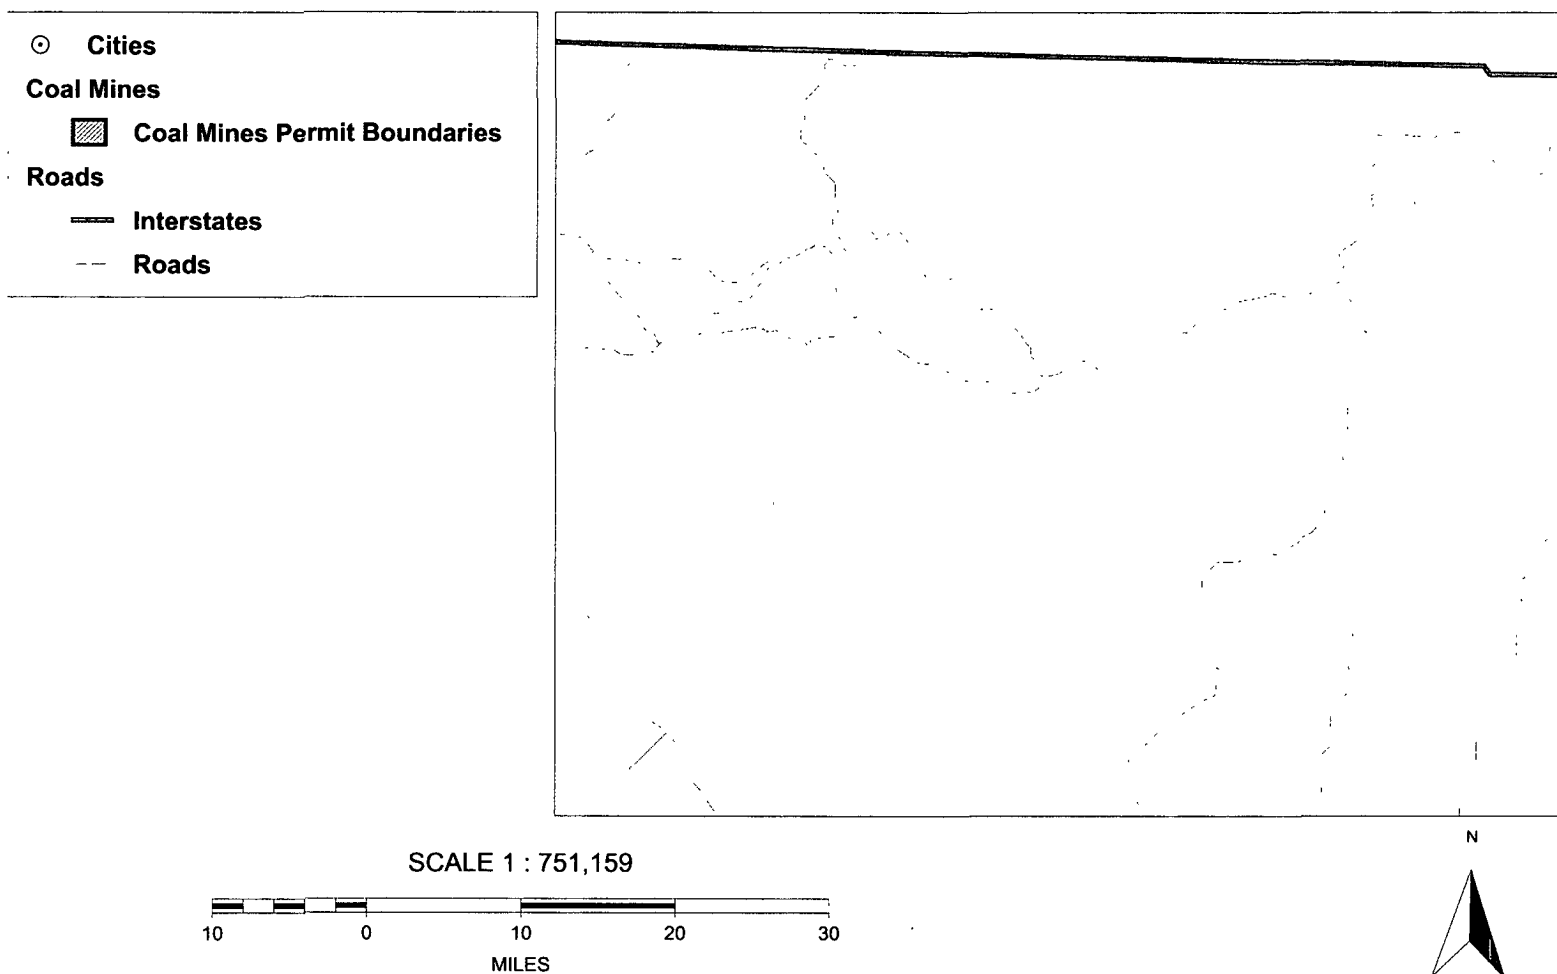 Cities
Coal Mines
Coal Mines Permit Boundaries
Roads
Interstates
Roads
SCALE 1 : 751,159
10 0 10 20 30
MILES
N